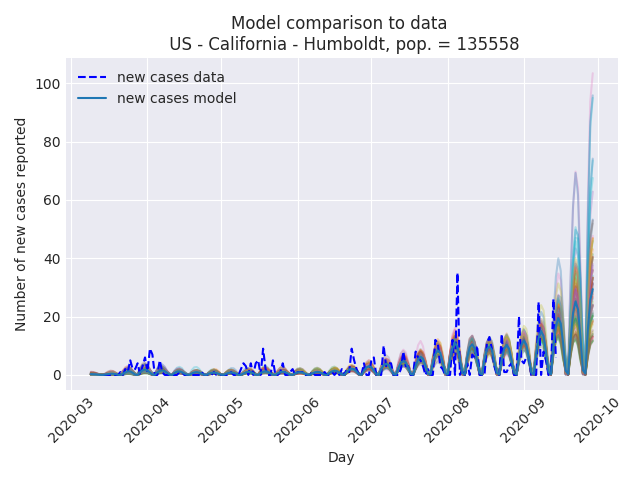 Model comparison to data
US - California - Humboldt, pop. = 135558
new cases data
new cases model
Number of new cases reported
100
80
60
40
20
0
2020-03
2020-04
2020-05
2020-06
2020-07
2020-08
2020-09
2020-10
Day